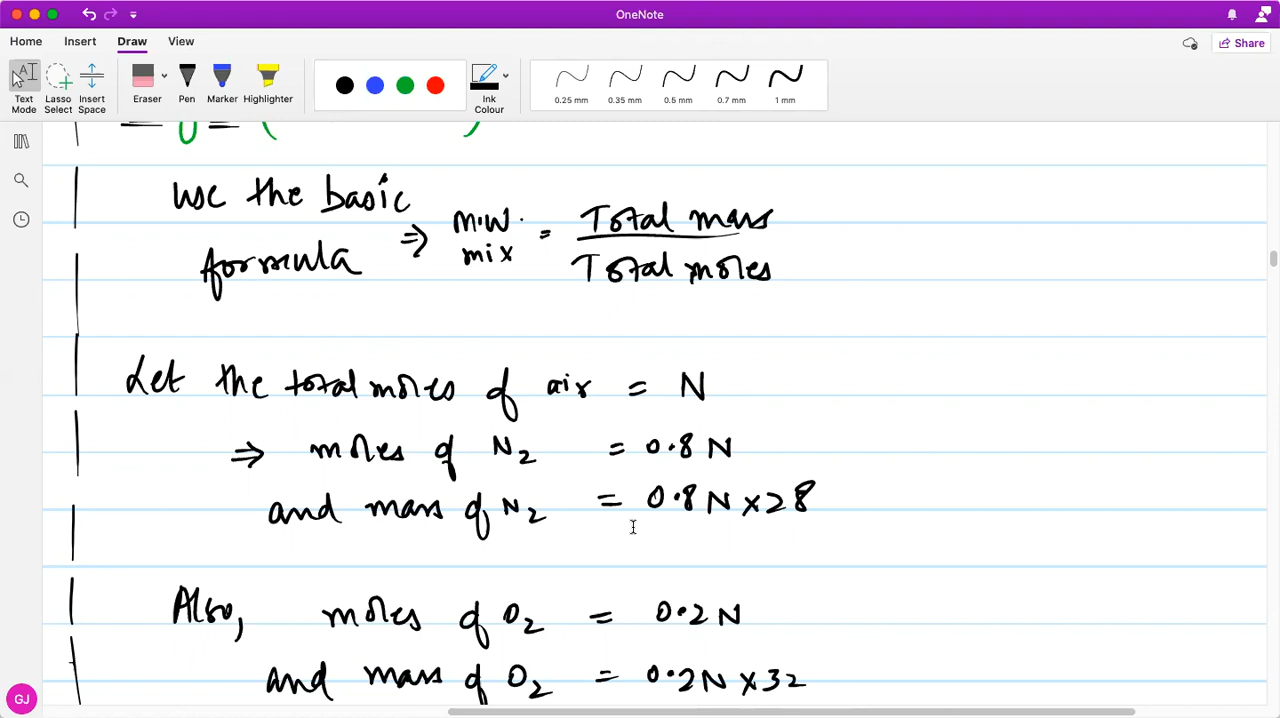 OneNote
Home Insert Draw View
Share
Text Mode
Lasso Select
Insert Space
Eraser
Pen
Marker
Highlighter
Ink Colour
0.25 mm 0.35 mm 0.5 mm 0.7 mm 1 mm
use the basic
formula ⇒ M.W. mix = Total mass / Total moles
Let the total moles of air = N
⇒ moles of N2 = 0.8 N
and mass of N2 = 0.8 N × 28
Also, moles of O2 = 0.2 N
and mass of O2 = 0.2 N × 32
GJ